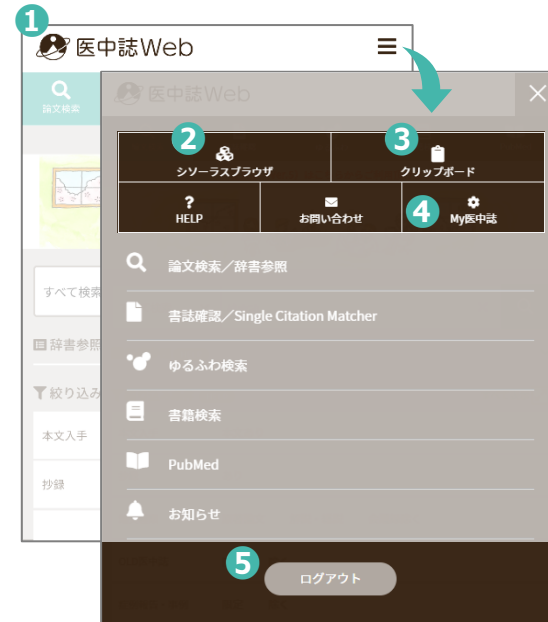 1
医中誌Web
論文検索
医中誌Web
2
3
シソーラスブラウザ
クリップボード
4
? HELP
お問い合わせ
My医中誌
論文検索／辞書参照
すべて検索
書誌確認／Single Citation Matcher
辞書参照
ゆるふわ検索
絞り込み
書籍検索
本文入手
PubMed
抄録
お知らせ
5
ログアウト